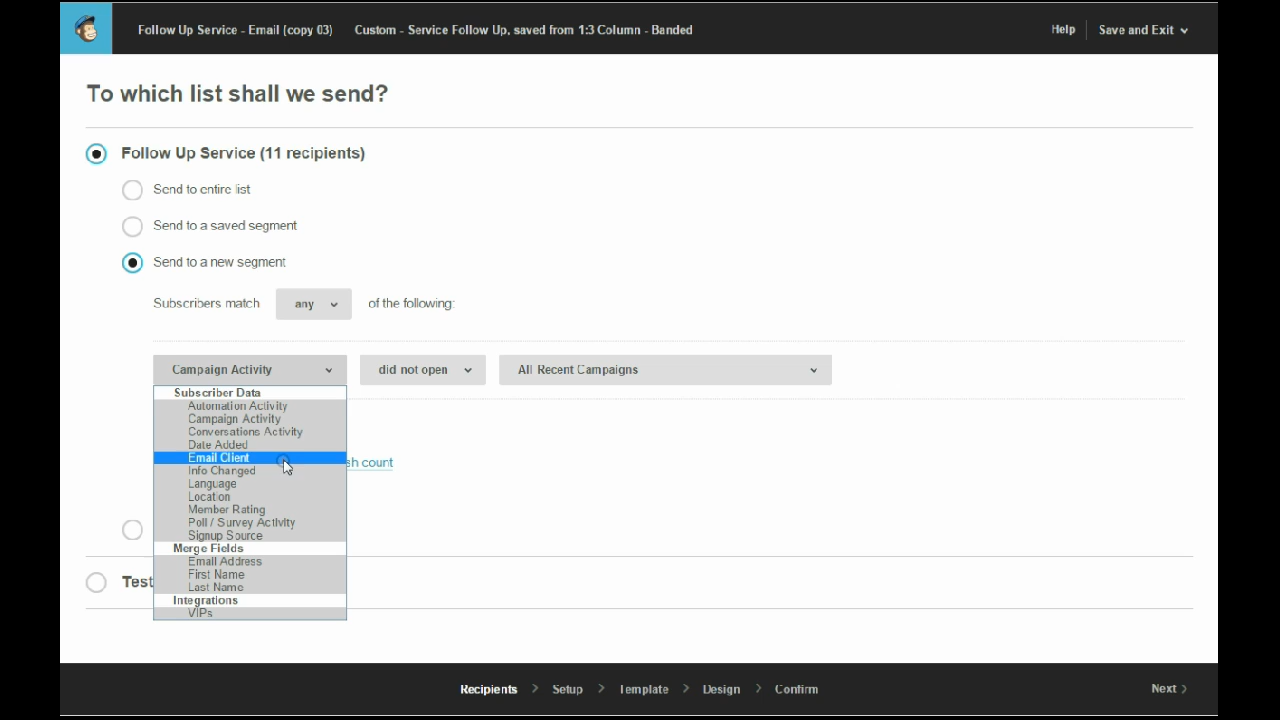 Follow Up Service - Email (copy 03) Custom - Service Follow Up, saved from 1:3 Column - Banded Help Save and Exit
To which list shall we send?
Follow Up Service (11 recipients)
Send to entire list
Send to a saved segment
Send to a new segment
Subscribers match any of the following:
Campaign Activity did not open All Recent Campaigns
Subscriber Data
Automation Activity
Campaign Activity
Conversations Activity
Date Added
Email Client
sh count
Info Changed
Language
Location
Member Rating
Poll / Survey Activity
Signup Source
Merge Fields
Email Address
First Name
Test
Last Name
Integrations
VIPs
Recipients Setup Template Design Confirm Next